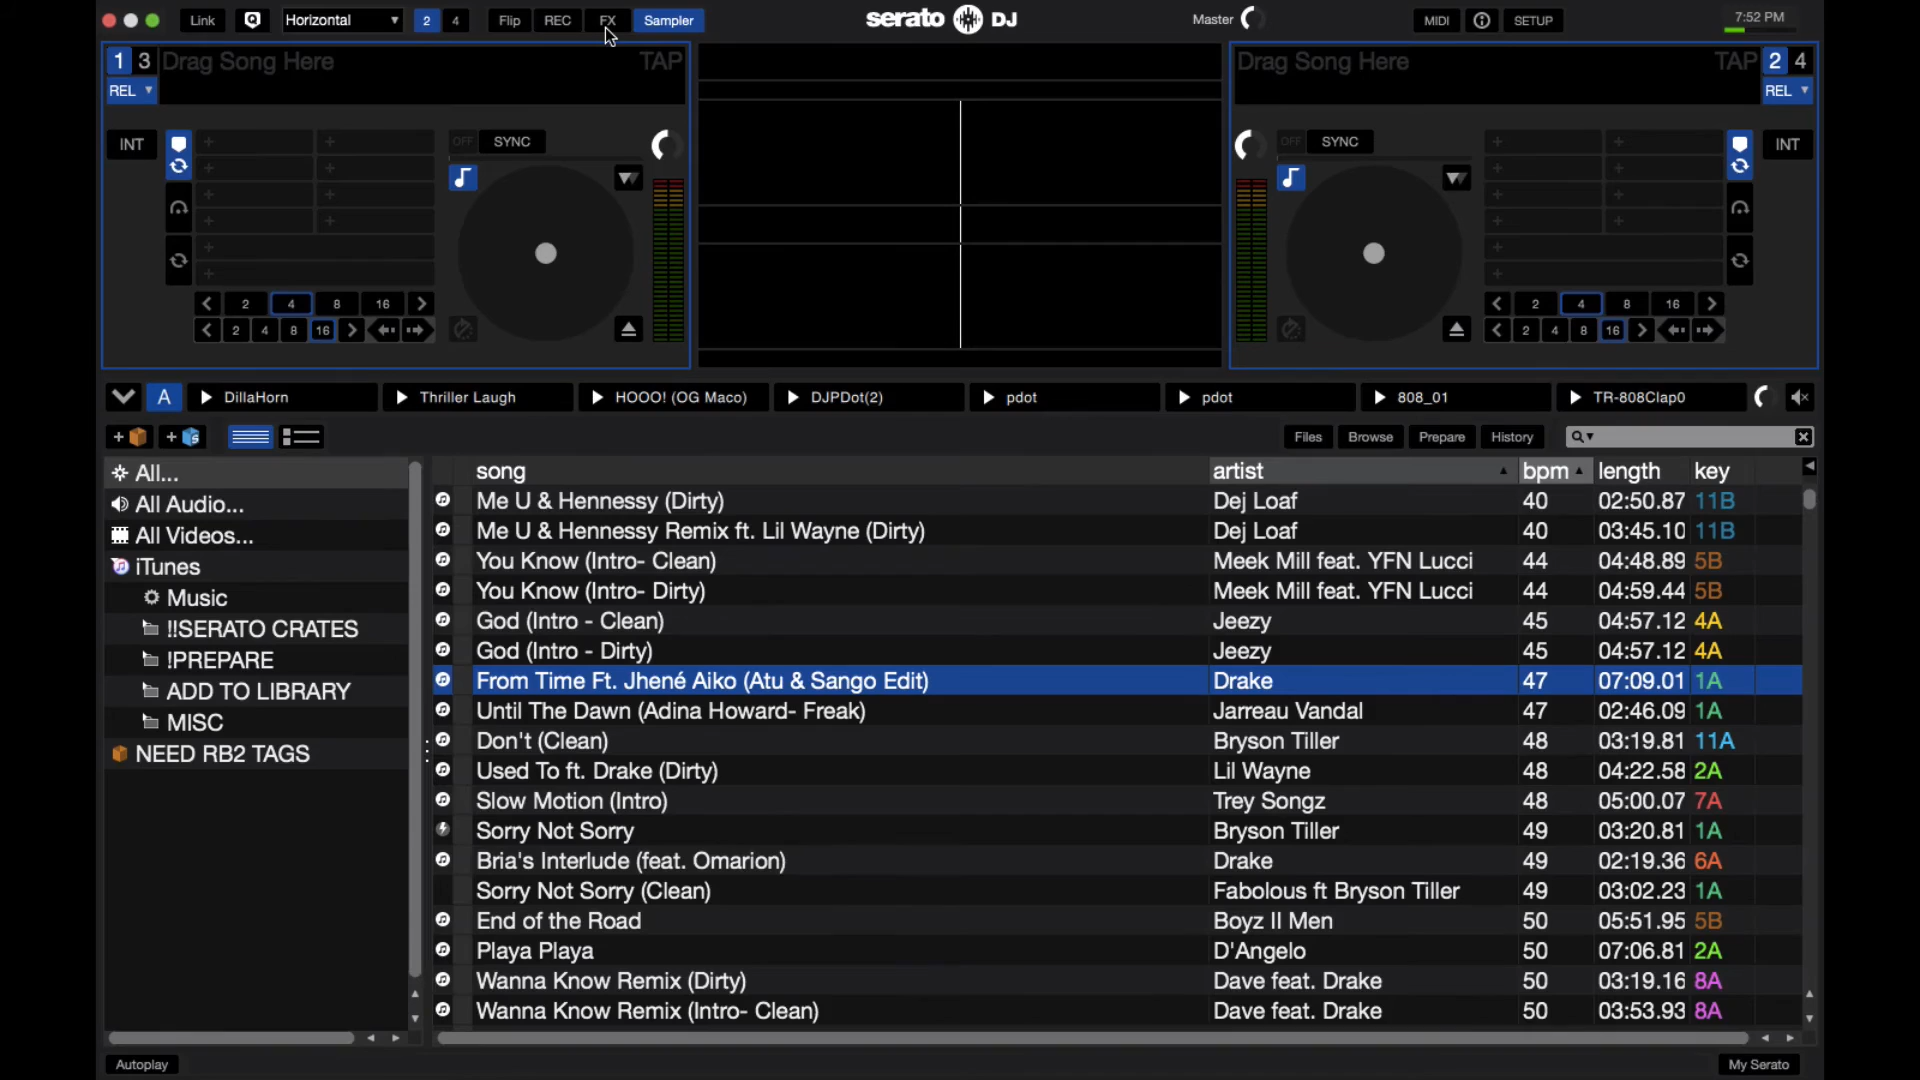 Link Horizontal 2 4 Flip REC FX Sampler serato DJ Master MIDI SETUP 7:52 PM
1 3 Drag Song Here TAP
REL
Drag Song Here TAP 2 4
REL
INT OFF SYNC
OFF SYNC INT
2 4 8 16
2 4 8 16
2 4 8 16
2 4 8 16
A DillaHorn Thriller Laugh HOOO! (OG Maco) DJPDot(2) pdot pdot 808_01 TR-808Clap0
Files Browse Prepare History
All...
All Audio...
All Videos...
iTunes
Music
!!SERATO CRATES
!PREPARE
ADD TO LIBRARY
MISC
NEED RB2 TAGS
song artist bpm length key
Me U & Hennessy (Dirty) Dej Loaf 40 02:50.87 11B
Me U & Hennessy Remix ft. Lil Wayne (Dirty) Dej Loaf 40 03:45.10 11B
You Know (Intro- Clean) Meek Mill feat. YFN Lucci 44 04:48.89 5B
You Know (Intro- Dirty) Meek Mill feat. YFN Lucci 44 04:59.44 5B
God (Intro - Clean) Jeezy 45 04:57.12 4A
God (Intro - Dirty) Jeezy 45 04:57.12 4A
From Time Ft. Jhené Aiko (Atu & Sango Edit) Drake 47 07:09.01 1A
Until The Dawn (Adina Howard- Freak) Jarreau Vandal 47 02:46.09 1A
Don't (Clean) Bryson Tiller 48 03:19.81 11A
Used To ft. Drake (Dirty) Lil Wayne 48 04:22.58 2A
Slow Motion (Intro) Trey Songz 48 05:00.07 7A
Sorry Not Sorry Bryson Tiller 49 03:20.81 1A
Bria's Interlude (feat. Omarion) Drake 49 02:19.36 6A
Sorry Not Sorry (Clean) Fabolous ft Bryson Tiller 49 03:02.23 1A
End of the Road Boyz II Men 50 05:51.95 5B
Playa Playa D'Angelo 50 07:06.81 2A
Wanna Know Remix (Dirty) Dave feat. Drake 50 03:19.16 8A
Wanna Know Remix (Intro- Clean) Dave feat. Drake 50 03:53.93 8A
Autoplay My Serato